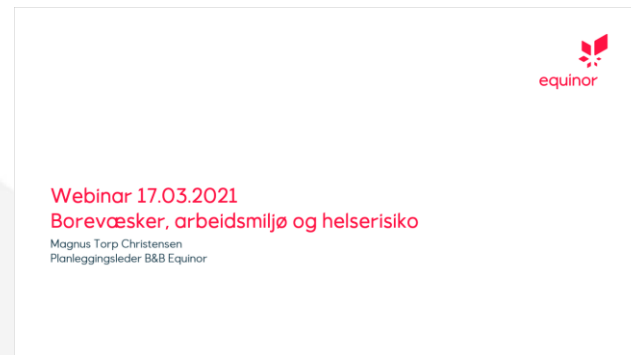 equinor
Webinar 17.03.2021
Borevæsker, arbeidsmiljø og helserisiko
Magnus Torp Christensen
Planleggingsleder B&B Equinor